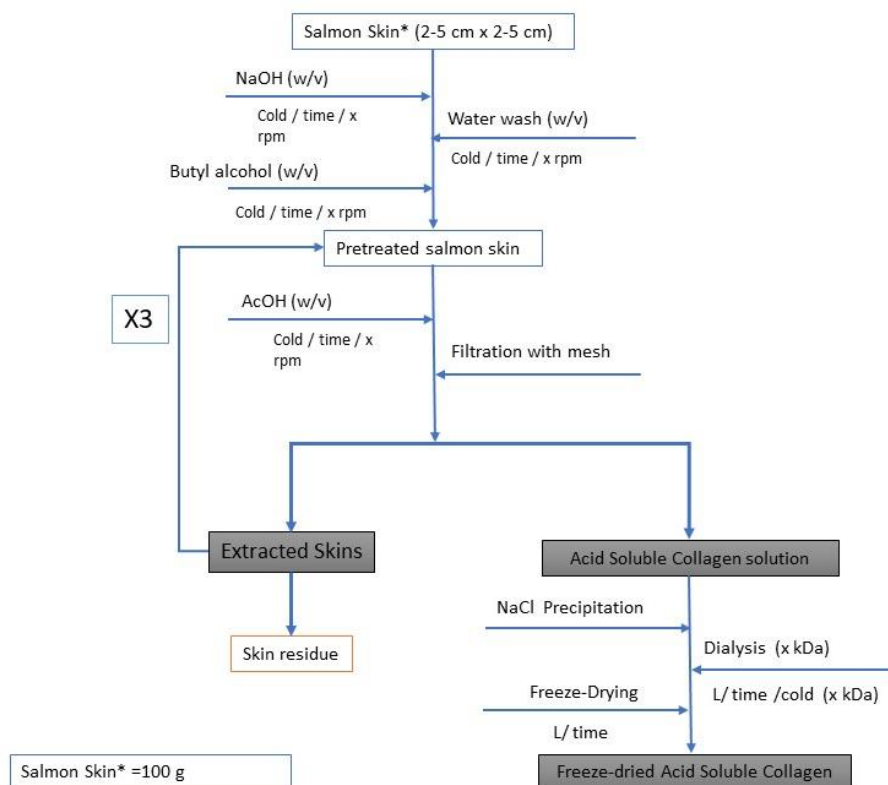 Salmon Skin* (2-5 cm x 2-5 cm)
NaOH (w/v)
Cold / time / x
rpm
Water wash (w/v)
Cold / time / x rpm
Butyl alcohol (w/v)
Cold / time / x rpm
Pretreated salmon skin
X3
AcOH (w/v)
Cold / time / x
rpm
Filtration with mesh
Extracted Skins
Acid Soluble Collagen solution
NaCl Precipitation
Skin residue
Dialysis (x kDa)
L/ time /cold (x kDa)
Freeze-Drying
L/ time
Salmon Skin* =100 g
Freeze-dried Acid Soluble Collagen